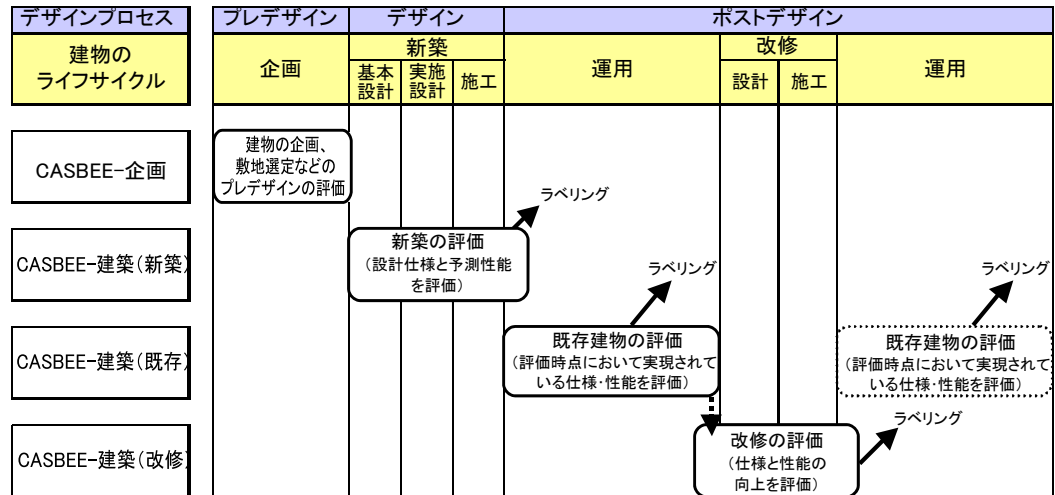 デザインプロセス
プレデザイン
デザイン
ポストデザイン
建物の
ライフサイクル
企画
新築
基本
設計
実施
設計
施工
運用
改修
設計
施工
運用
CASBEE-企画
建物の企画、
敷地選定などの
プレデザインの評価
ラベリング
CASBEE-建築(新築)
新築の評価
(設計仕様と予測性能
を評価)
ラベリング
ラベリング
CASBEE-建築(既存)
既存建物の評価
(評価時点において実現されて
いる仕様・性能を評価)
既存建物の評価
(評価時点において実現されて
いる仕様・性能を評価)
ラベリング
CASBEE-建築(改修)
改修の評価
(仕様と性能の
向上を評価)